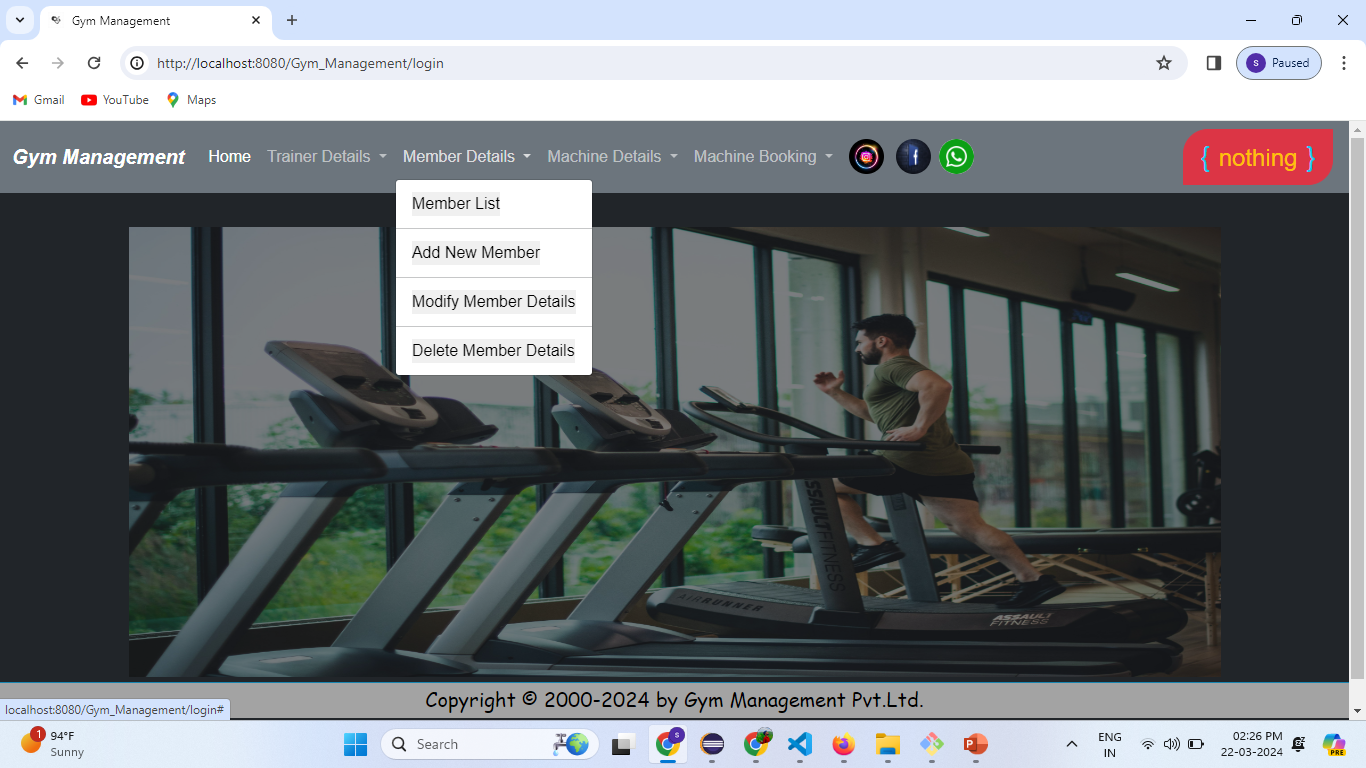 Gym Management
http://localhost:8080/Gym_Management/login
S Paused
Gmail YouTube Maps
Gym Management Home Trainer Details Member Details Machine Details Machine Booking { nothing }
Member List
Add New Member
Modify Member Details
Delete Member Details
ASSAULT FITNESS
AIRRUNNER
ASSAULT
FITNESS
Copyright © 2000-2024 by Gym Management Pvt.Ltd.
localhost:8080/Gym_Management/login#
1
94°F
Sunny
Search
S
P
PRE
ENG
IN
02:26 PM
22-03-2024